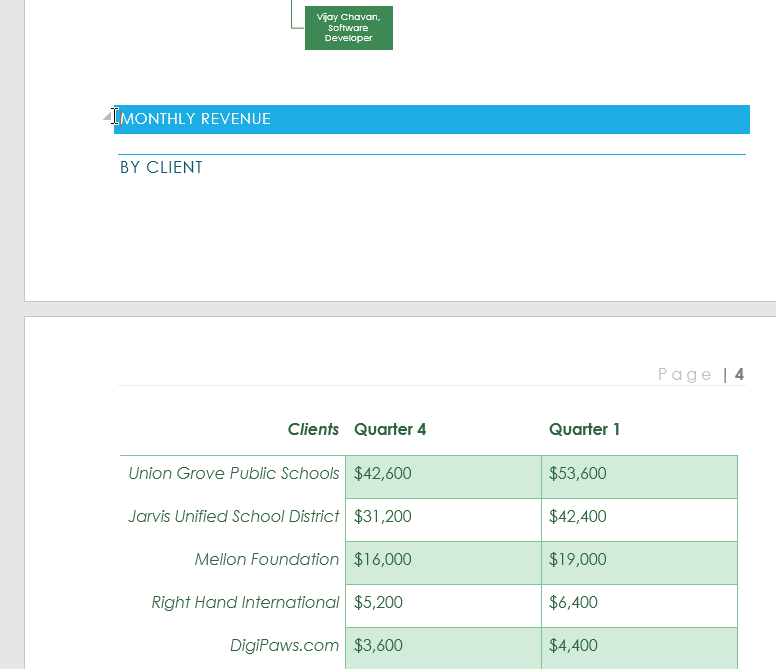 Vijay Chavan,
Software
Developer
MONTHLY REVENUE
BY CLIENT
Page | 4
Clients Quarter 4 Quarter 1
Union Grove Public Schools $42,600 $53,600
Jarvis Unified School District $31,200 $42,400
Mellon Foundation $16,000 $19,000
Right Hand International $5,200 $6,400
DigiPaws.com $3,600 $4,400